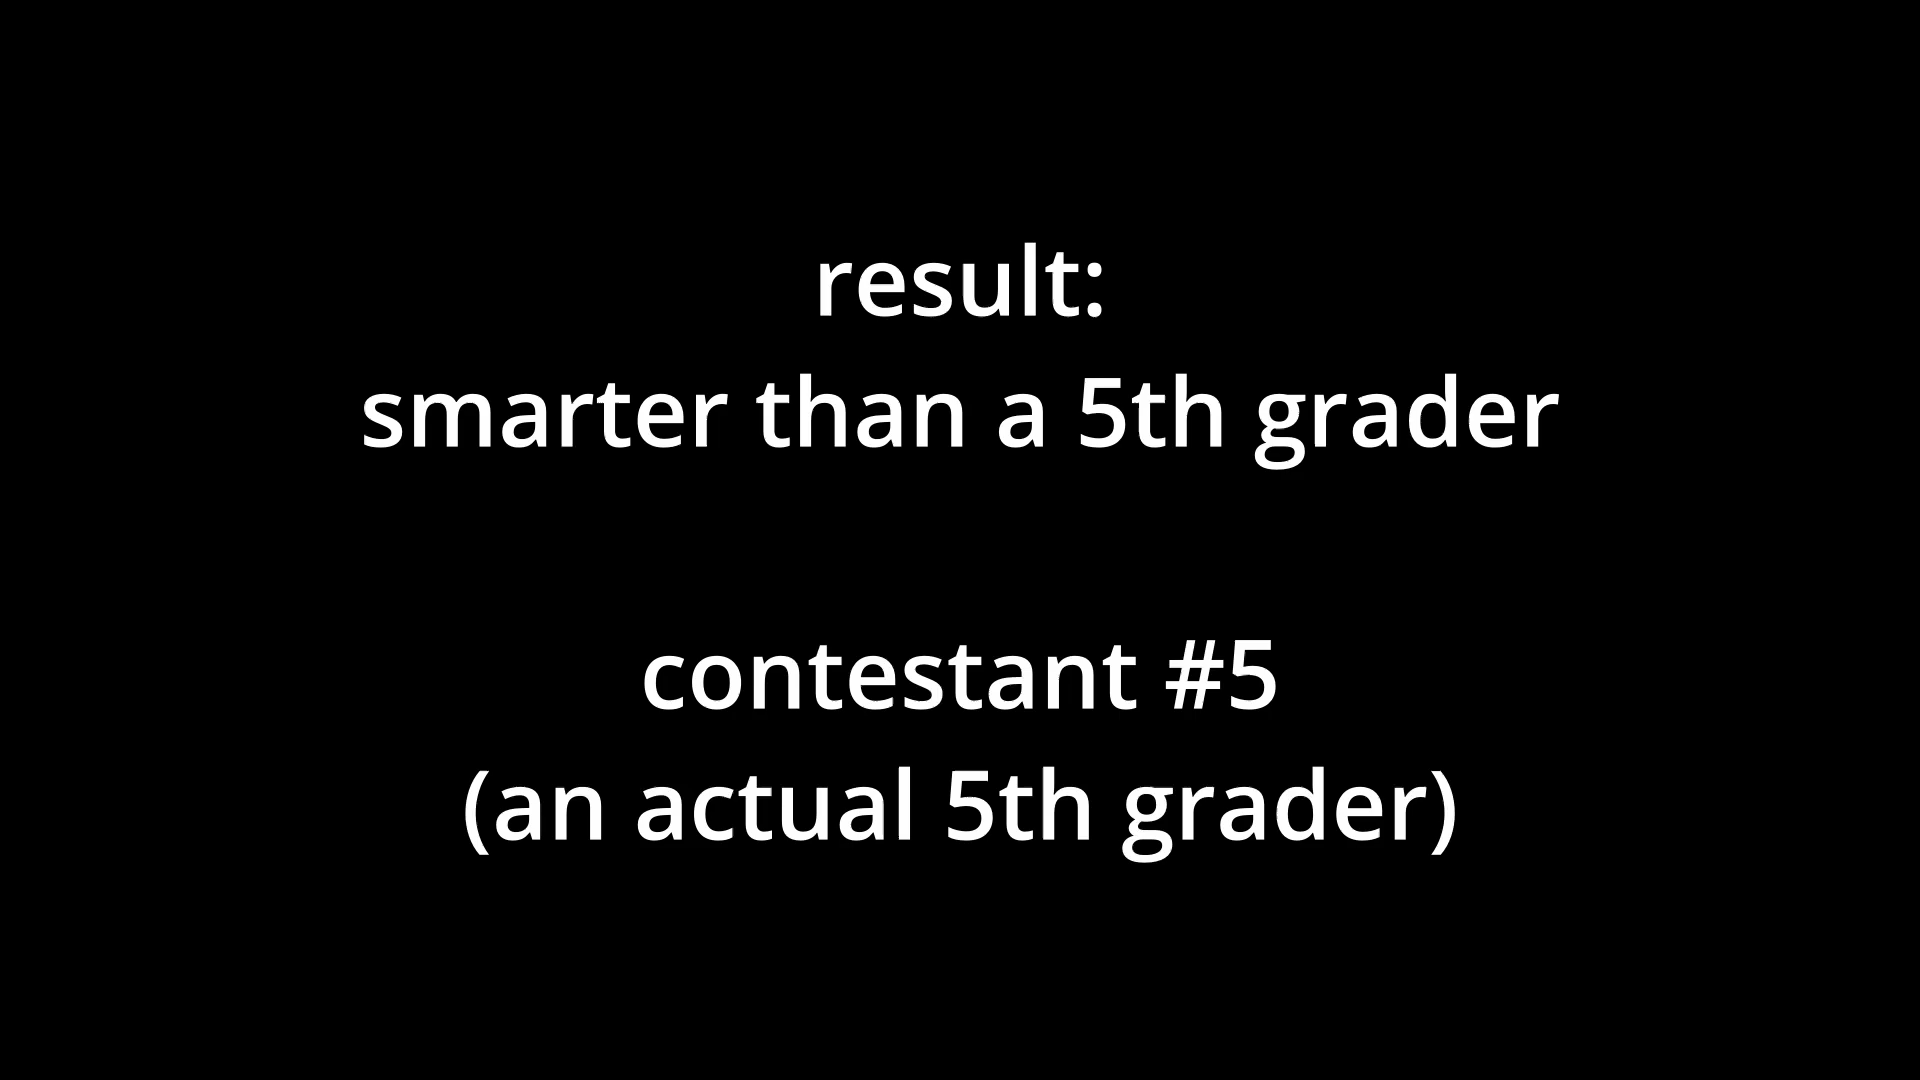 result:
smarter than a 5th grader
contestant #5
(an actual 5th grader)